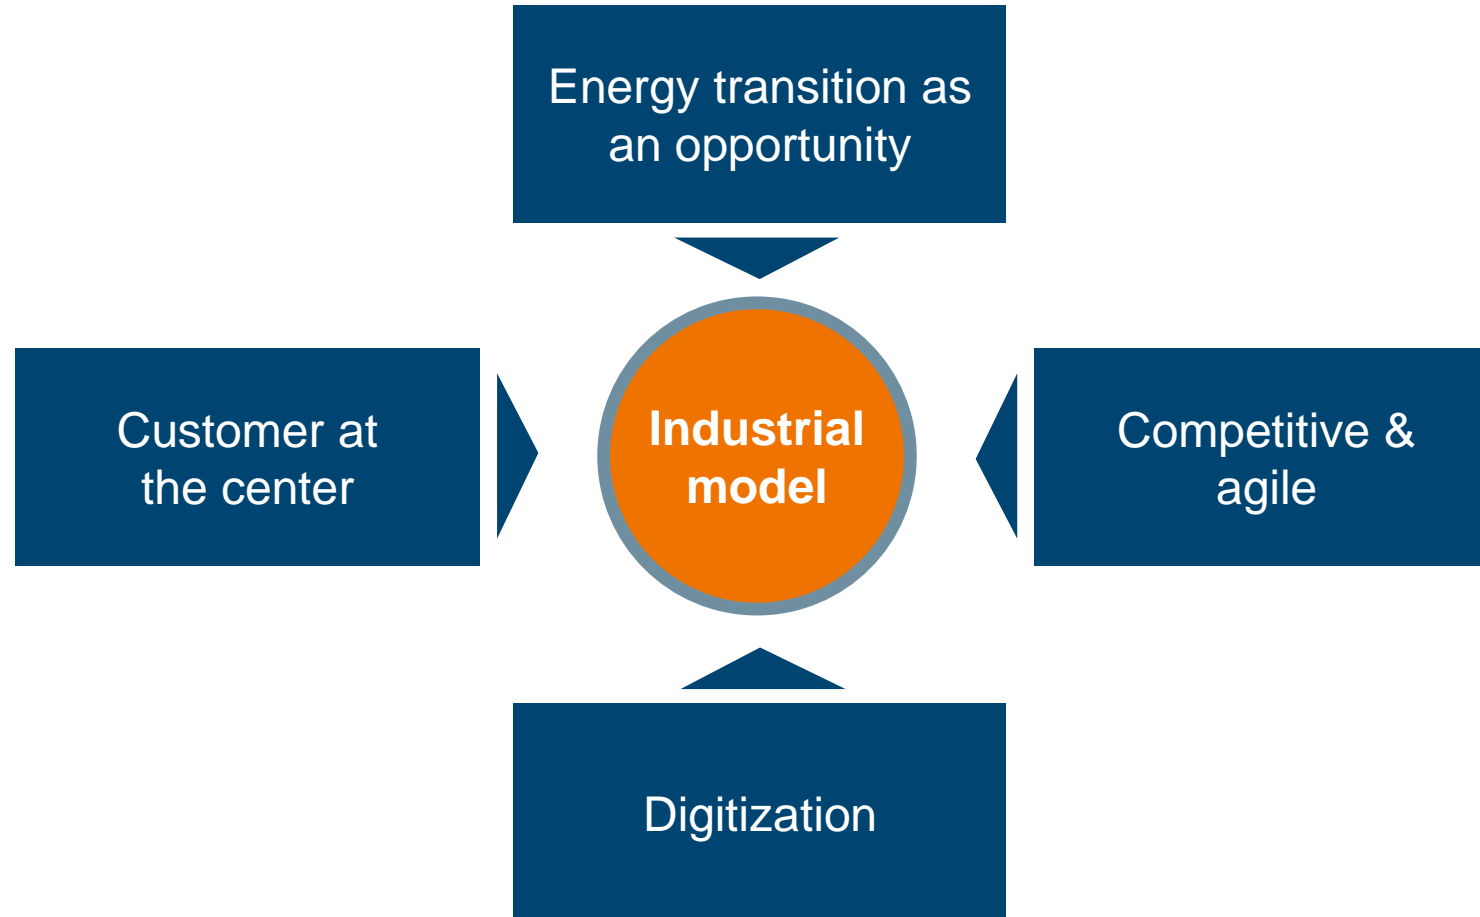 Energy transition as
an opportunity
Customer at
the center
Industrial
model
Competitive &
agile
Digitization